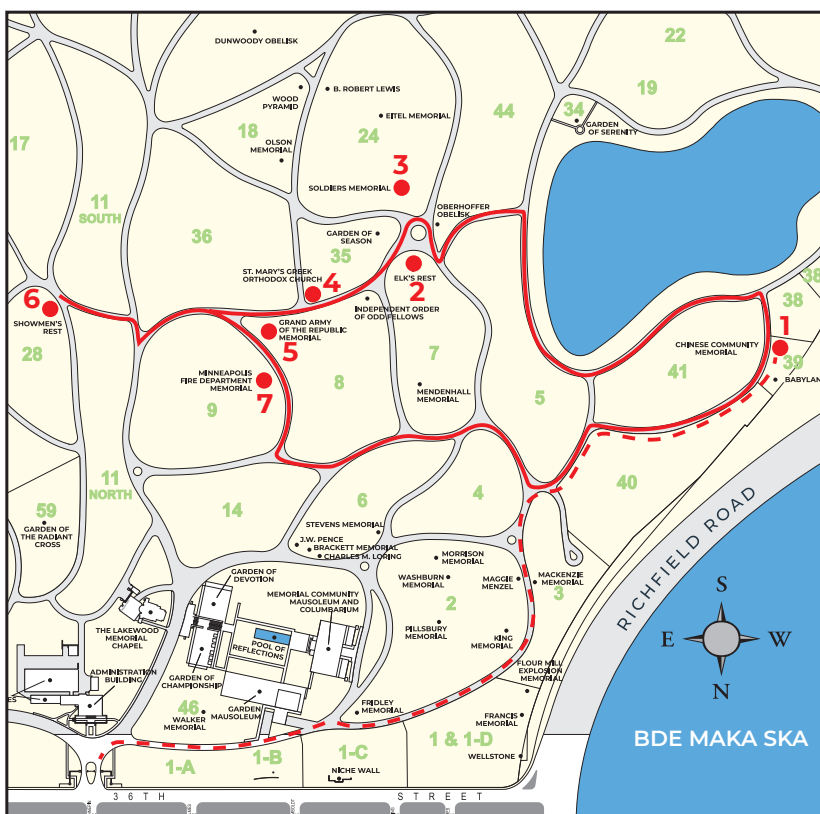 22
DUNWOODY OBELISK
19
WOOD
PYRAMID
B. ROBERT LEWIS
44
34
EITEL MEMORIAL
GARDEN
OF SERENITY
17
18
24
OLSON
MEMORIAL
3
SOLDIERS MEMORIAL
11
SOUTH
OBERHOFFER
OBELISK
36
GARDEN OF
SEASON
35
ST. MARY'S GREEK
ORTHODOX CHURCH
4
ELK'S REST
2
38
38
6
SHOWMEN'S
REST
INDEPENDENT ORDER
OF ODD FELLOWS
1
GRAND ARMY
OF THE REPUBLIC
MEMORIAL
5
CHINESE COMMUNITY
MEMORIAL
28
7
39
41
MINNEAPOLIS
FIRE DEPARTMENT
MEMORIAL
7
8
BABYLAN
MENDENHALL
MEMORIAL
5
9
11
NORTH
40
59
14
6
4
GARDEN OF
THE RADIANT
CROSS
STEVENS MEMORIAL
J.W. PENCE
BRACKETT MEMORIAL
CHARLES M. LORING
RICHFIELD ROAD
MORRISON
MEMORIAL
GARDEN OF
DEVOTION
WASHBURN
MEMORIAL
MAGGIE
MENZEL
MACKENZIE
MEMORIAL
3
MEMORIAL COMMUNITY
MAUSOLEUM AND
COLUMBARIUM
2
S
E
W
N
THE LAKEWOOD
MEMORIAL
CHAPEL
PILLSBURY
MEMORIAL
KING
MEMORIAL
POOL OF
REFLECTIONS
FLOUR MILL
EXPLOSION
MEMORIAL
ADMINISTRATION
BUILDING
GARDEN OF
CHAMPIONSHIP
ES
46
GARDEN
MAUSOLEUM
FRIDLEY
MEMORIAL
WALKER
MEMORIAL
FRANCIS
MEMORIAL
BDE MAKA SKA
1-A
1-B
1-C
1 & 1-D
WELLSTONE
NICHE WALL
36TH STREET